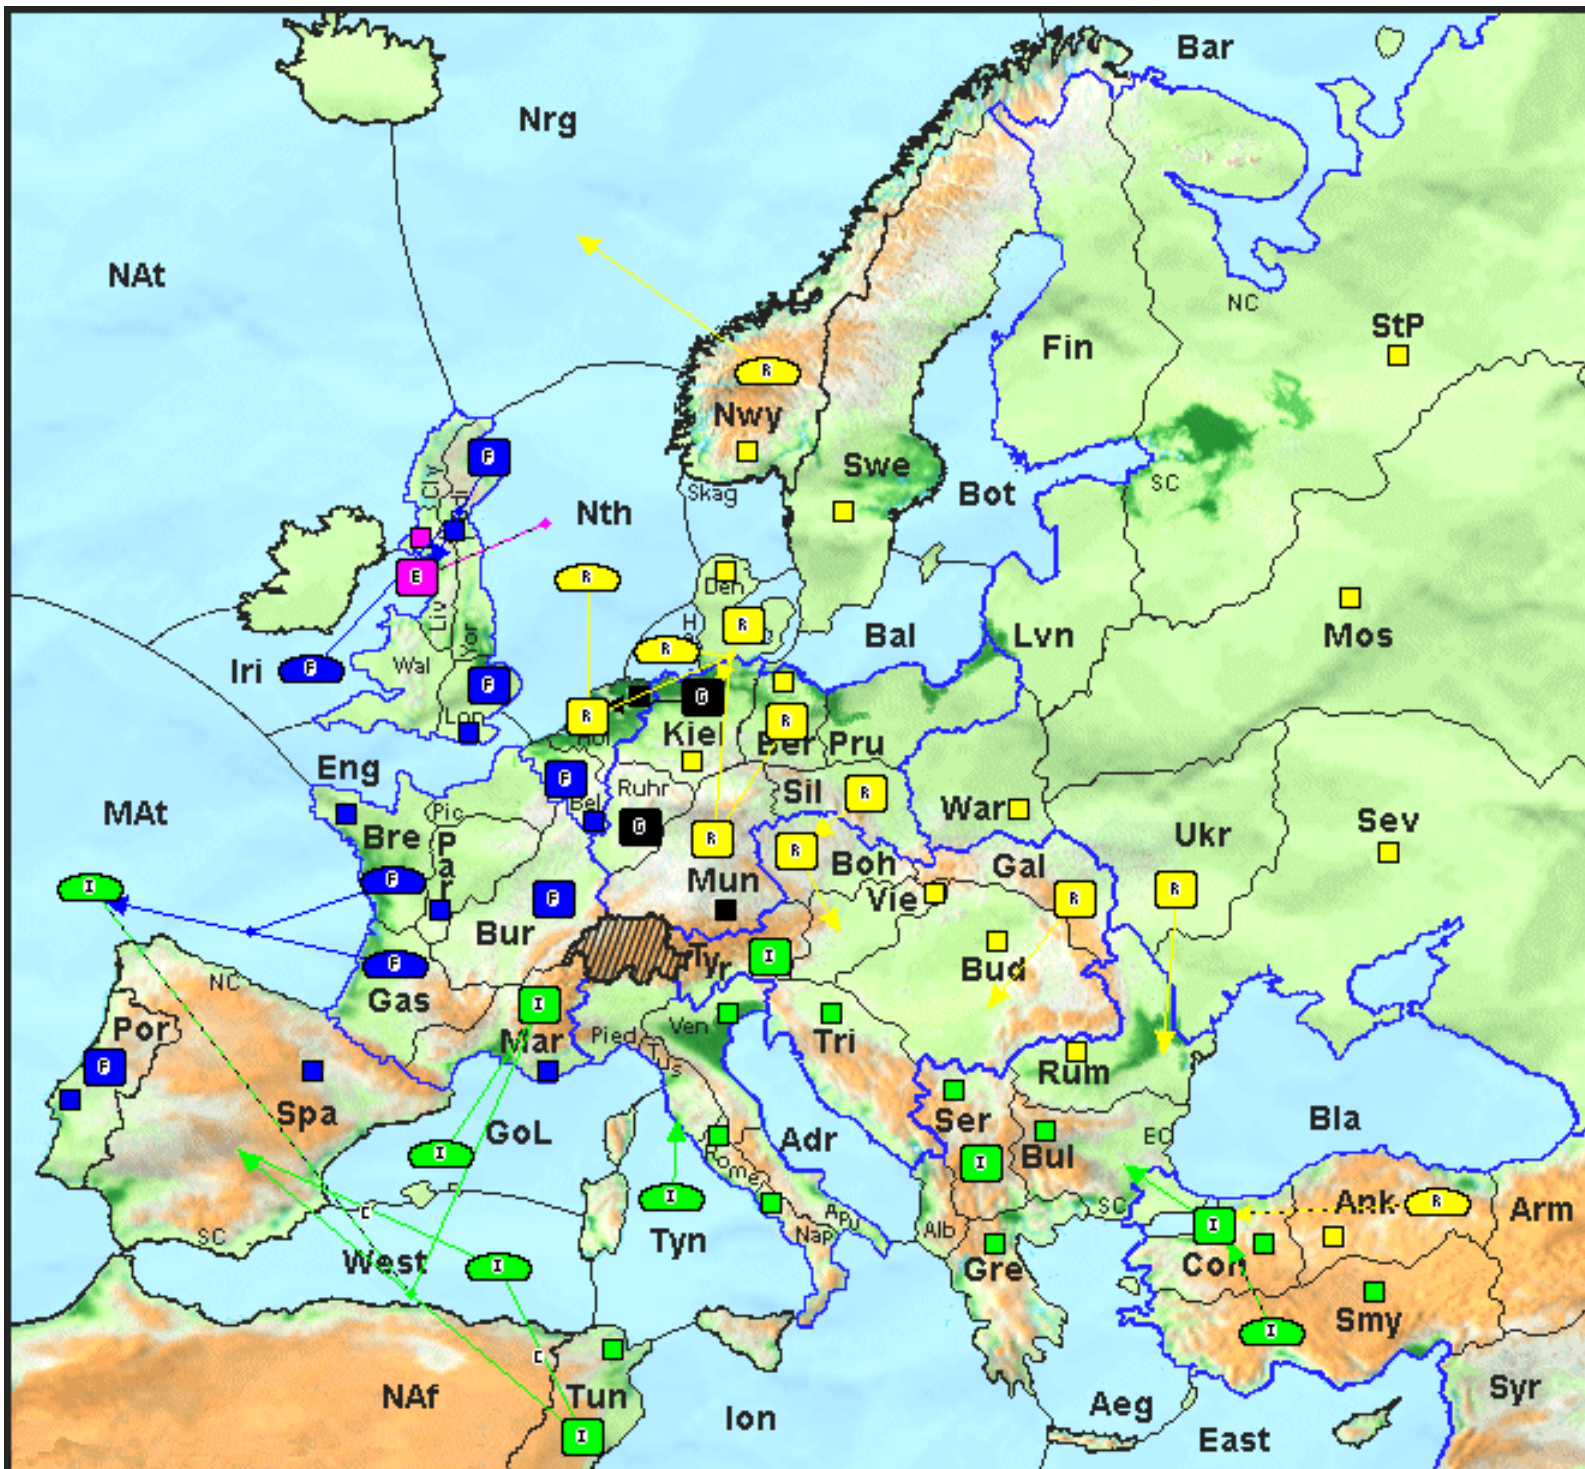 Bar
Nrg
NAt
NC
StP
Fin
R
Nwy
F
Swe
Cly
Skag
Bot
SC
Nth
R
E
Den
R
Liv
Yor
H
Bal
Lvn
Mos
Iri
F
Wal
R
F
G
R
R
Lon
Hol
Kiel
Ber
Pru
Eng
F
Ruhr
Sil
R
MAt
Pic
Bel
War
Ukr
Sev
Bre
Par
G
R
R
Boh
Gal
I
F
Mun
Vie
R
R
F
Bur
F
Tyr
I
Bud
NC
Gas
I
Por
Mar
Pied
Ven
Tri
F
Tus
Rum
Spa
GoL
Adr
Ser
Bla
I
Rome
I
Bul
EC
I
Ank
R
Arm
C
SC
Tyn
Apu
Nap
Alb
SC
I
West
I
Gre
Con
Smy
I
C
NAf
Tun
Ion
Aeg
Syr
I
East